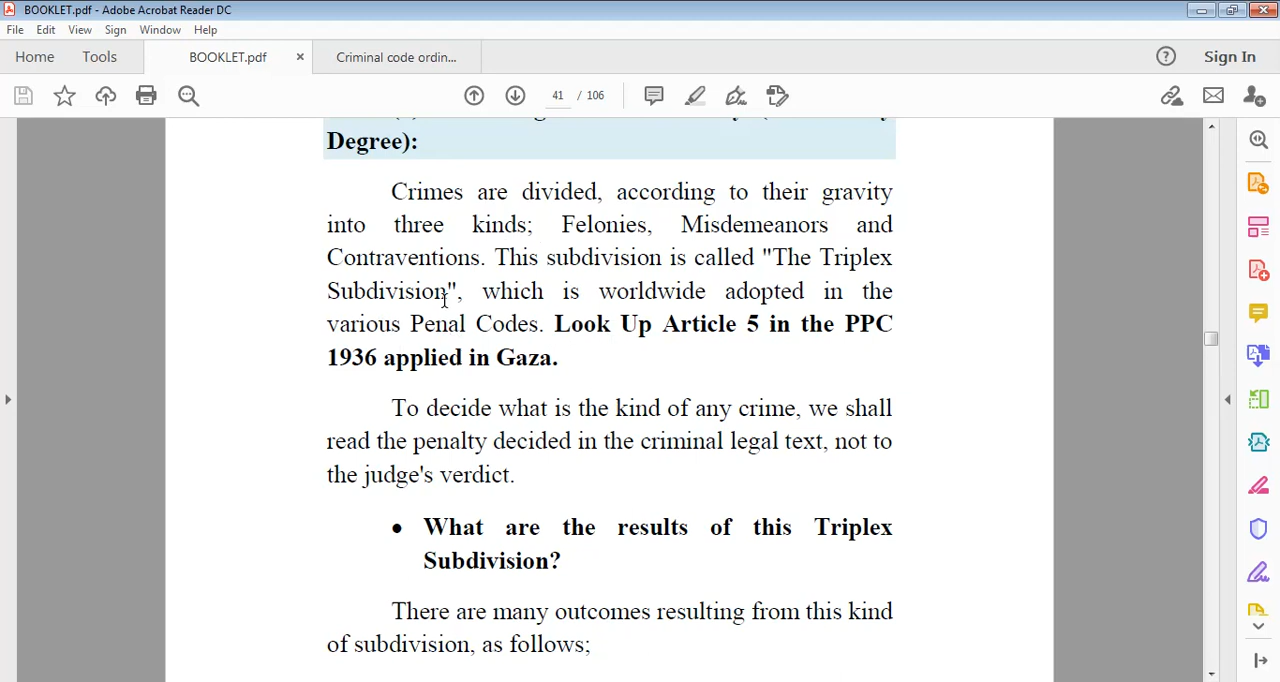 BOOKLET.pdf - Adobe Acrobat Reader DC
File Edit View Sign Window Help
Home Tools BOOKLET.pdf × Criminal code ordin... Sign In
41 / 106
Degree):
Crimes are divided, according to their gravity
into three kinds; Felonies, Misdemeanors and
Contraventions. This subdivision is called "The Triplex
Subdivision", which is worldwide adopted in the
various Penal Codes. Look Up Article 5 in the PPC
1936 applied in Gaza.
To decide what is the kind of any crime, we shall
read the penalty decided in the criminal legal text, not to
the judge's verdict.
• What are the results of this Triplex
Subdivision?
There are many outcomes resulting from this kind
of subdivision, as follows;